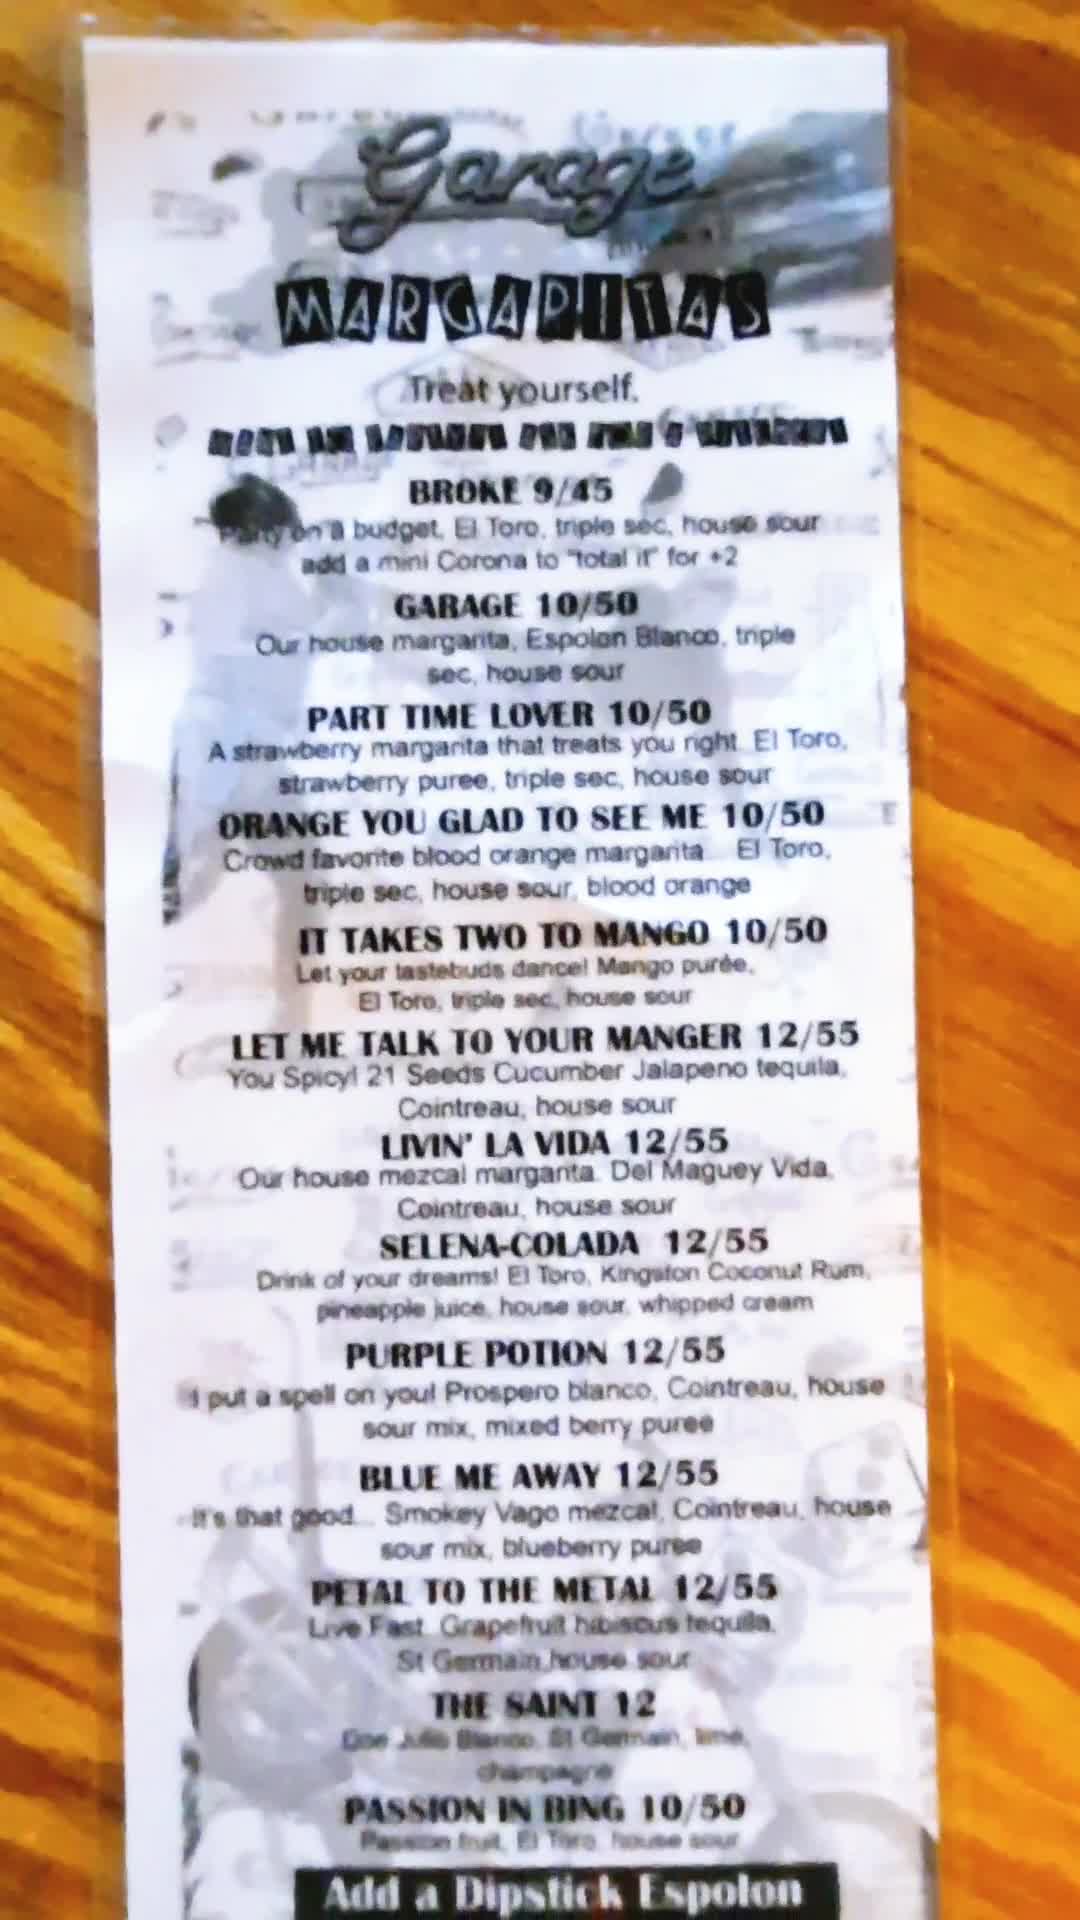 Garage
MARGARITAS
Treat yourself.
BROKE 9/45
Party on a budget, El Toro, triple sec, house sour
add a mini Corona to "total it" for +2
GARAGE 10/50
Our house margarita, Espolon Blanco, triple
sec, house sour
PART TIME LOVER 10/50
A strawberry margarita that treats you right. El Toro,
strawberry puree, triple sec, house sour
ORANGE YOU GLAD TO SEE ME 10/50
Crowd favorite blood orange margarita... El Toro,
triple sec, house sour, blood orange
IT TAKES TWO TO MANGO 10/50
Let your tastebuds dance! Mango purée,
El Toro, triple sec, house sour
LET ME TALK TO YOUR MANGER 12/55
You Spicy! 21 Seeds Cucumber Jalapeno tequila,
Cointreau, house sour
LIVIN' LA VIDA 12/55
Our house mezcal margarita. Del Maguey Vida,
Cointreau, house sour
SELENA-COLADA 12/55
Drink of your dreams! El Toro, Kingston Coconut Rum,
pineapple juice, house sour, whipped cream
PURPLE POTION 12/55
I put a spell on you! Prospero blanco, Cointreau, house
sour mix, mixed berry puree
BLUE ME AWAY 12/55
It's that good... Smokey Vago mezcal, Cointreau, house
sour mix, blueberry puree
PETAL TO THE METAL 12/55
Live Fast. Grapefruit hibiscus tequila,
St Germain,house sour
THE SAINT 12
Don Julio Blanco, St Germain, lime,
champagne
PASSION IN BING 10/50
Passion fruit, El Toro, house sour
Add a Dipstick Espolon